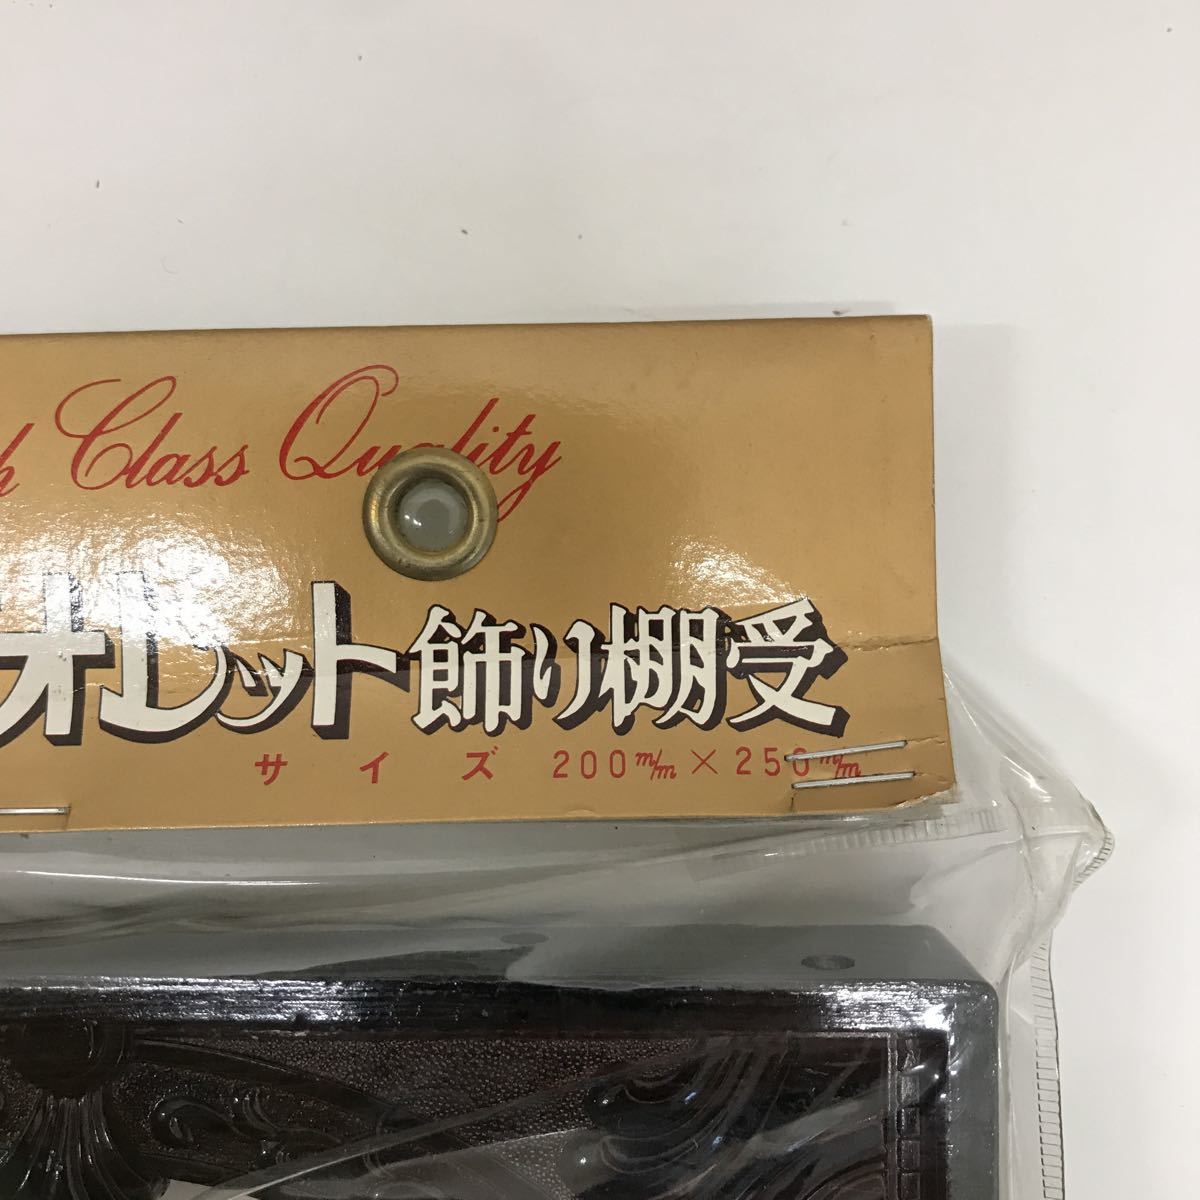 Class Quality
オレット飾り棚受
サイズ 200m/m×250m/m